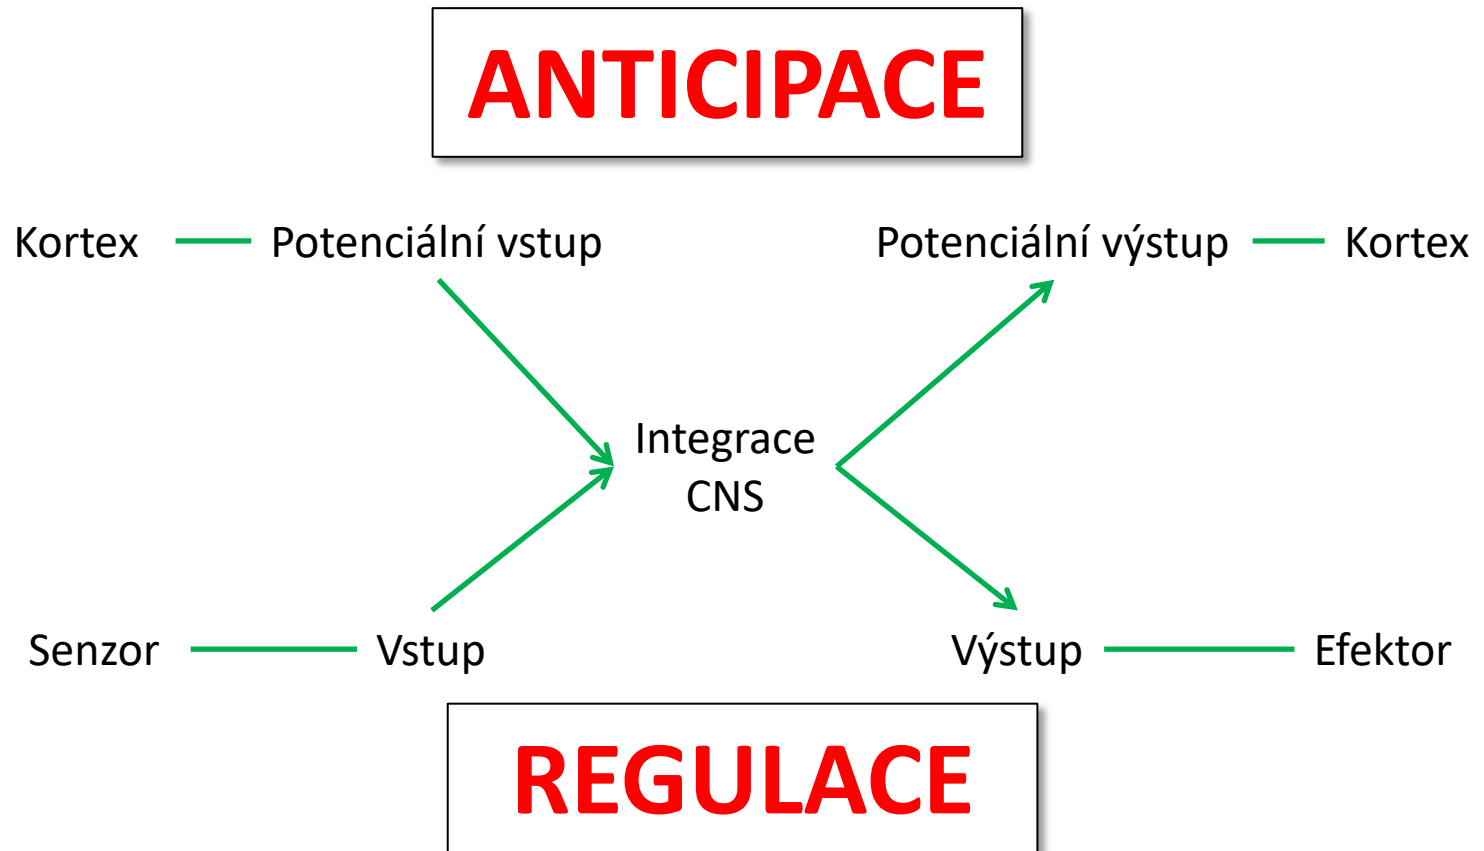 ANTICIPACE
Kortex Potenciální vstup Potenciální výstup Kortex
Integrace
CNS
Senzor Vstup Výstup Efektor
REGULACE